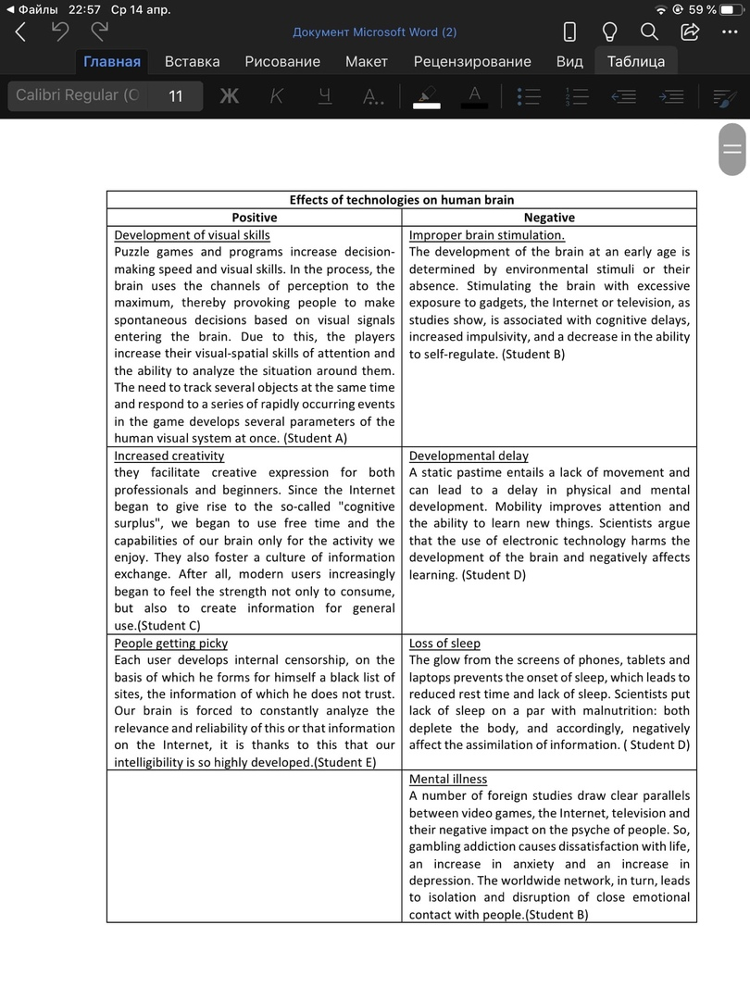 Файлы 22:57 Ср 14 апр. 59 %
Документ Microsoft Word (2)
Главная Вставка Рисование Макет Рецензирование Вид Таблица
Calibri Regular (О 11 Ж К Ч А А
Effects of technologies on human brain
Positive
Negative
Development of visual skills
Puzzle games and programs increase decision-
making speed and visual skills. In the process, the
brain uses the channels of perception to the
maximum, thereby provoking people to make
spontaneous decisions based on visual signals
entering the brain. Due to this, the players
increase their visual-spatial skills of attention and
the ability to analyze the situation around them.
The need to track several objects at the same time
and respond to a series of rapidly occurring events
in the game develops several parameters of the
human visual system at once. (Student A)
Improper brain stimulation.
The development of the brain at an early age is
determined by environmental stimuli or their
absence. Stimulating the brain with excessive
exposure to gadgets, the Internet or television, as
studies show, is associated with cognitive delays,
increased impulsivity, and a decrease in the ability
to self-regulate. (Student B)
Increased creativity
they facilitate creative expression for both
professionals and beginners. Since the Internet
began to give rise to the so-called "cognitive
surplus", we began to use free time and the
capabilities of our brain only for the activity we
enjoy. They also foster a culture of information
exchange. After all, modern users increasingly
began to feel the strength not only to consume,
but also to create information for general
use.(Student C)
Developmental delay
A static pastime entails a lack of movement and
can lead to a delay in physical and mental
development. Mobility improves attention and
the ability to learn new things. Scientists argue
that the use of electronic technology harms the
development of the brain and negatively affects
learning. (Student D)
People getting picky
Each user develops internal censorship, on the
basis of which he forms for himself a black list of
sites, the information of which he does not trust.
Our brain is forced to constantly analyze the
relevance and reliability of this or that information
on the Internet, it is thanks to this that our
intelligibility is so highly developed.(Student E)
Loss of sleep
The glow from the screens of phones, tablets and
laptops prevents the onset of sleep, which leads to
reduced rest time and lack of sleep. Scientists put
lack of sleep on a par with malnutrition: both
deplete the body, and accordingly, negatively
affect the assimilation of information. ( Student D)
Mental illness
A number of foreign studies draw clear parallels
between video games, the Internet, television and
their negative impact on the psyche of people. So,
gambling addiction causes dissatisfaction with life,
an increase in anxiety and an increase in
depression. The worldwide network, in turn, leads
to isolation and disruption of close emotional
contact with people.(Student B)